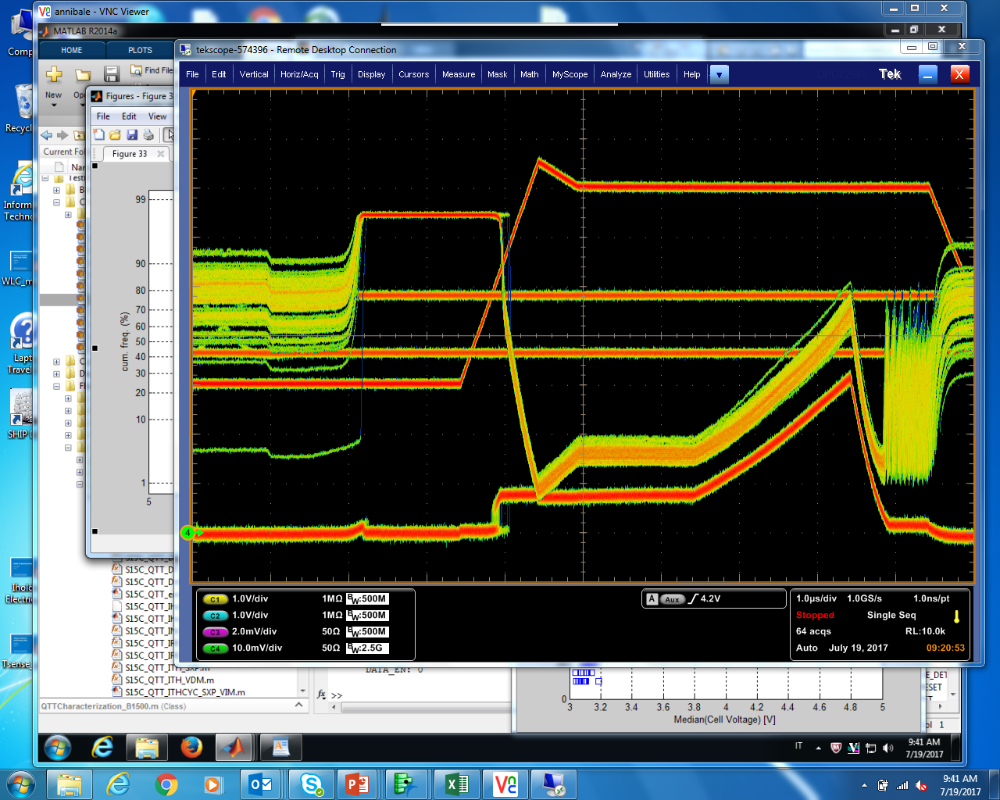 annibale - VNC Viewer
MATLAB R2014a
HOME PLOTS
tekscope-574396 - Remote Desktop Connection
File Edit Vertical Horiz/Acq Trig Display Cursors Measure Mask Math MyScope Analyze Utilities Help Tek
Find File
New
Figures - Figure 3
File Edit View
Figure 33
Current Fol
99
90
80
70
60
50
40
30
20
10
1
5
cum. freq. (%)
Comp
Recyc
Inform
Techno
WLC_m
Lapt
Travel
SHIP
Ihold
Electri
Tsense_
4
C1 1.0V/div 1MΩ BW:500M
C2 1.0V/div 1MΩ BW:500M
C3 2.0mV/div 50Ω BW:500M
C4 10.0mV/div 50Ω BW:2.5G
A Aux 4.2V
1.0µs/div 1.0GS/s 1.0ns/pt
Stopped Single Seq
64 acqs RL:10.0k
Auto July 19, 2017 09:20:53
S15C_QTT_D
S15C_QTT_D
S15C_QTT_e
S15C_QTT_I
S15C_QTT_I
S15C_QTT_I
S15C_QTT_IR
S15C_QTT_IR
S15C_QTT_ITH_SXP.m
S15C_QTT_ITH_VDM.m
S15C_QTT_ITHCYC_SXP_VIM.m
QTTCharacterization_B1500.m (Class)
DATA_EN: 0
fx >>
0
3 3.2 3.4 3.6 3.8 4 4.2 4.4 4.6 4.8 5
Median(Cell Voltage) [V]
E_DET
ESET
SET
ol 1
IT
9:41 AM
7/19/2017
9:41 AM
7/19/2017